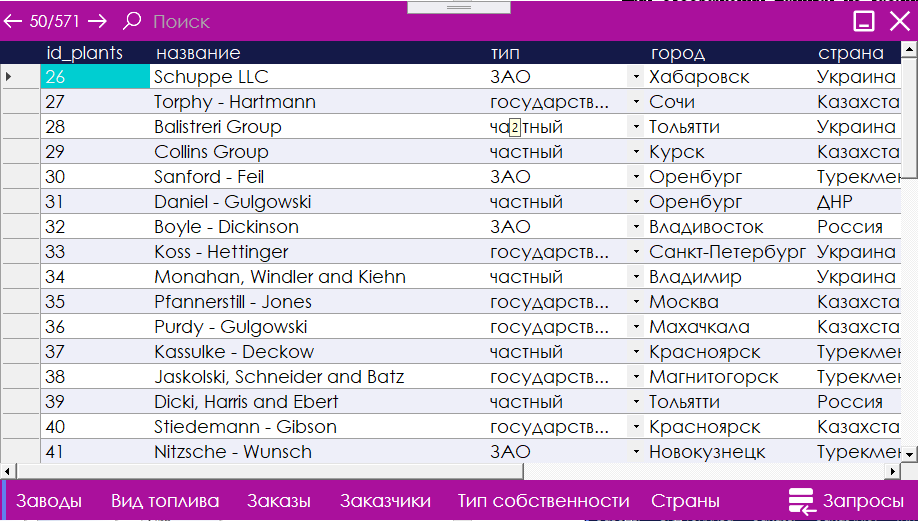 50/571 Поиск
id_plants название тип город страна
26 Schuppe LLC ЗАО Хабаровск Украина
27 Torphy - Hartmann государств... Сочи Казахста
28 Balistreri Group частный 2 Тольятти Украина
29 Collins Group частный Курск Казахста
30 Sanford - Feil ЗАО Оренбург Туркмен
31 Daniel - Gulgowski частный Оренбург ДНР
32 Boyle - Dickinson ЗАО Владивосток Россия
33 Koss - Hettinger государств... Санкт-Петербург Украина
34 Monahan, Windler and Kiehn частный Владимир Украина
35 Pfannerstill - Jones государств... Москва Казахста
36 Purdy - Gulgowski государств... Махачкала Казахста
37 Kassulke - Deckow частный Красноярск Туркмен
38 Jaskolski, Schneider and Batz государств... Магнитогорск Туркмен
39 Dicki, Harris and Ebert частный Тольятти Россия
40 Stiedemann - Gibson государств... Красноярск Казахста
41 Nitzsche - Wunsch ЗАО Новокузнецк Туркмен
Заводы Вид топлива Заказы Заказчики Тип собственности Страны Запросы